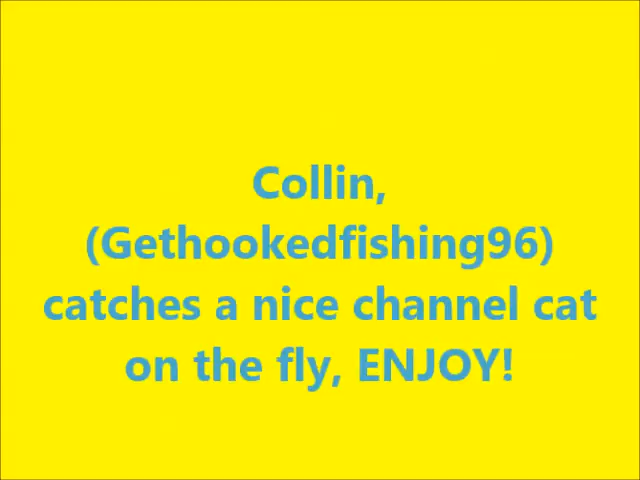 Collin,
(Gethookedfishing96)
catches a nice channel cat
on the fly, ENJOY!